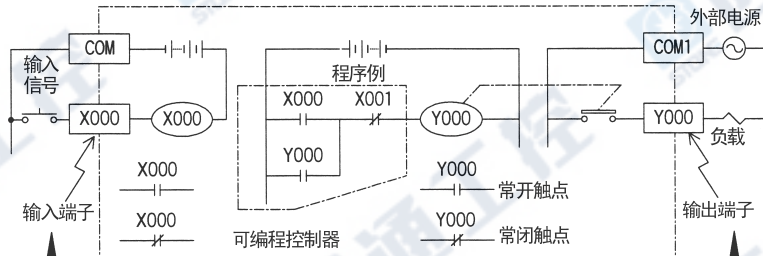 外部电源
COM
COM1
输入
信号
程序例
X000
X001
X000
X000
Y000
Y000
Y000
负载
X000
Y000
常开触点
输入端子
输出端子
X000
Y000
常闭触点
可编程控制器